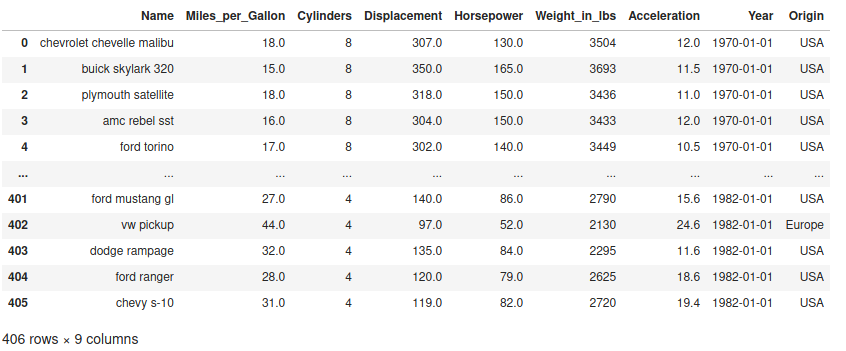 Name Miles_per_Gallon Cylinders Displacement Horsepower Weight_in_lbs Acceleration Year Origin
0 chevrolet chevelle malibu 18.0 8 307.0 130.0 3504 12.0 1970-01-01 USA
1 buick skylark 320 15.0 8 350.0 165.0 3693 11.5 1970-01-01 USA
2 plymouth satellite 18.0 8 318.0 150.0 3436 11.0 1970-01-01 USA
3 amc rebel sst 16.0 8 304.0 150.0 3433 12.0 1970-01-01 USA
4 ford torino 17.0 8 302.0 140.0 3449 10.5 1970-01-01 USA
... ... ... ... ... ... ... ... ... ...
401 ford mustang gl 27.0 4 140.0 86.0 2790 15.6 1982-01-01 USA
402 vw pickup 44.0 4 97.0 52.0 2130 24.6 1982-01-01 Europe
403 dodge rampage 32.0 4 135.0 84.0 2295 11.6 1982-01-01 USA
404 ford ranger 28.0 4 120.0 79.0 2625 18.6 1982-01-01 USA
405 chevy s-10 31.0 4 119.0 82.0 2720 19.4 1982-01-01 USA
406 rows × 9 columns